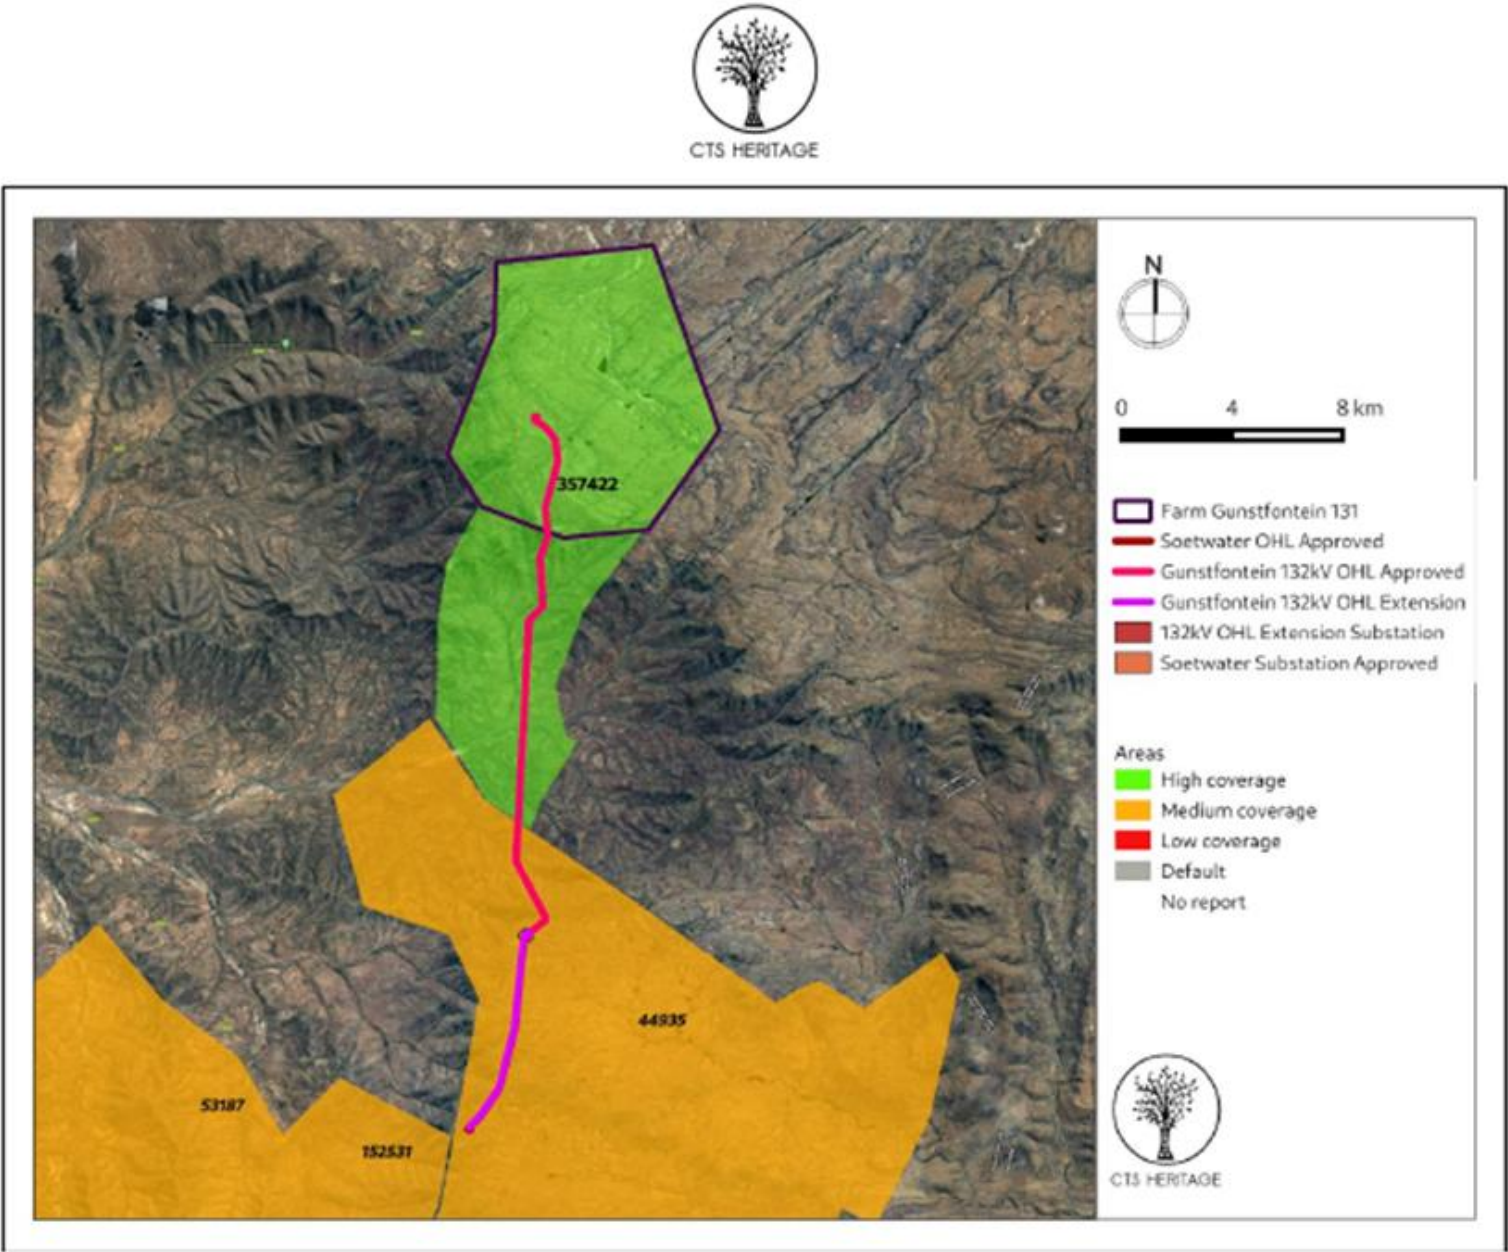 CTS HERITAGE
N
0 4 8 km
357422
Farm Gunstfontein 131
Soetwater OHL Approved
Gunstfontein 132kV OHL Approved
Gunstfontein 132kV OHL Extension
132kV OHL Extension Substation
Soetwater Substation Approved
Areas
High coverage
Medium coverage
Low coverage
Default
No report
44935
53187
152531
CTS HERITAGE